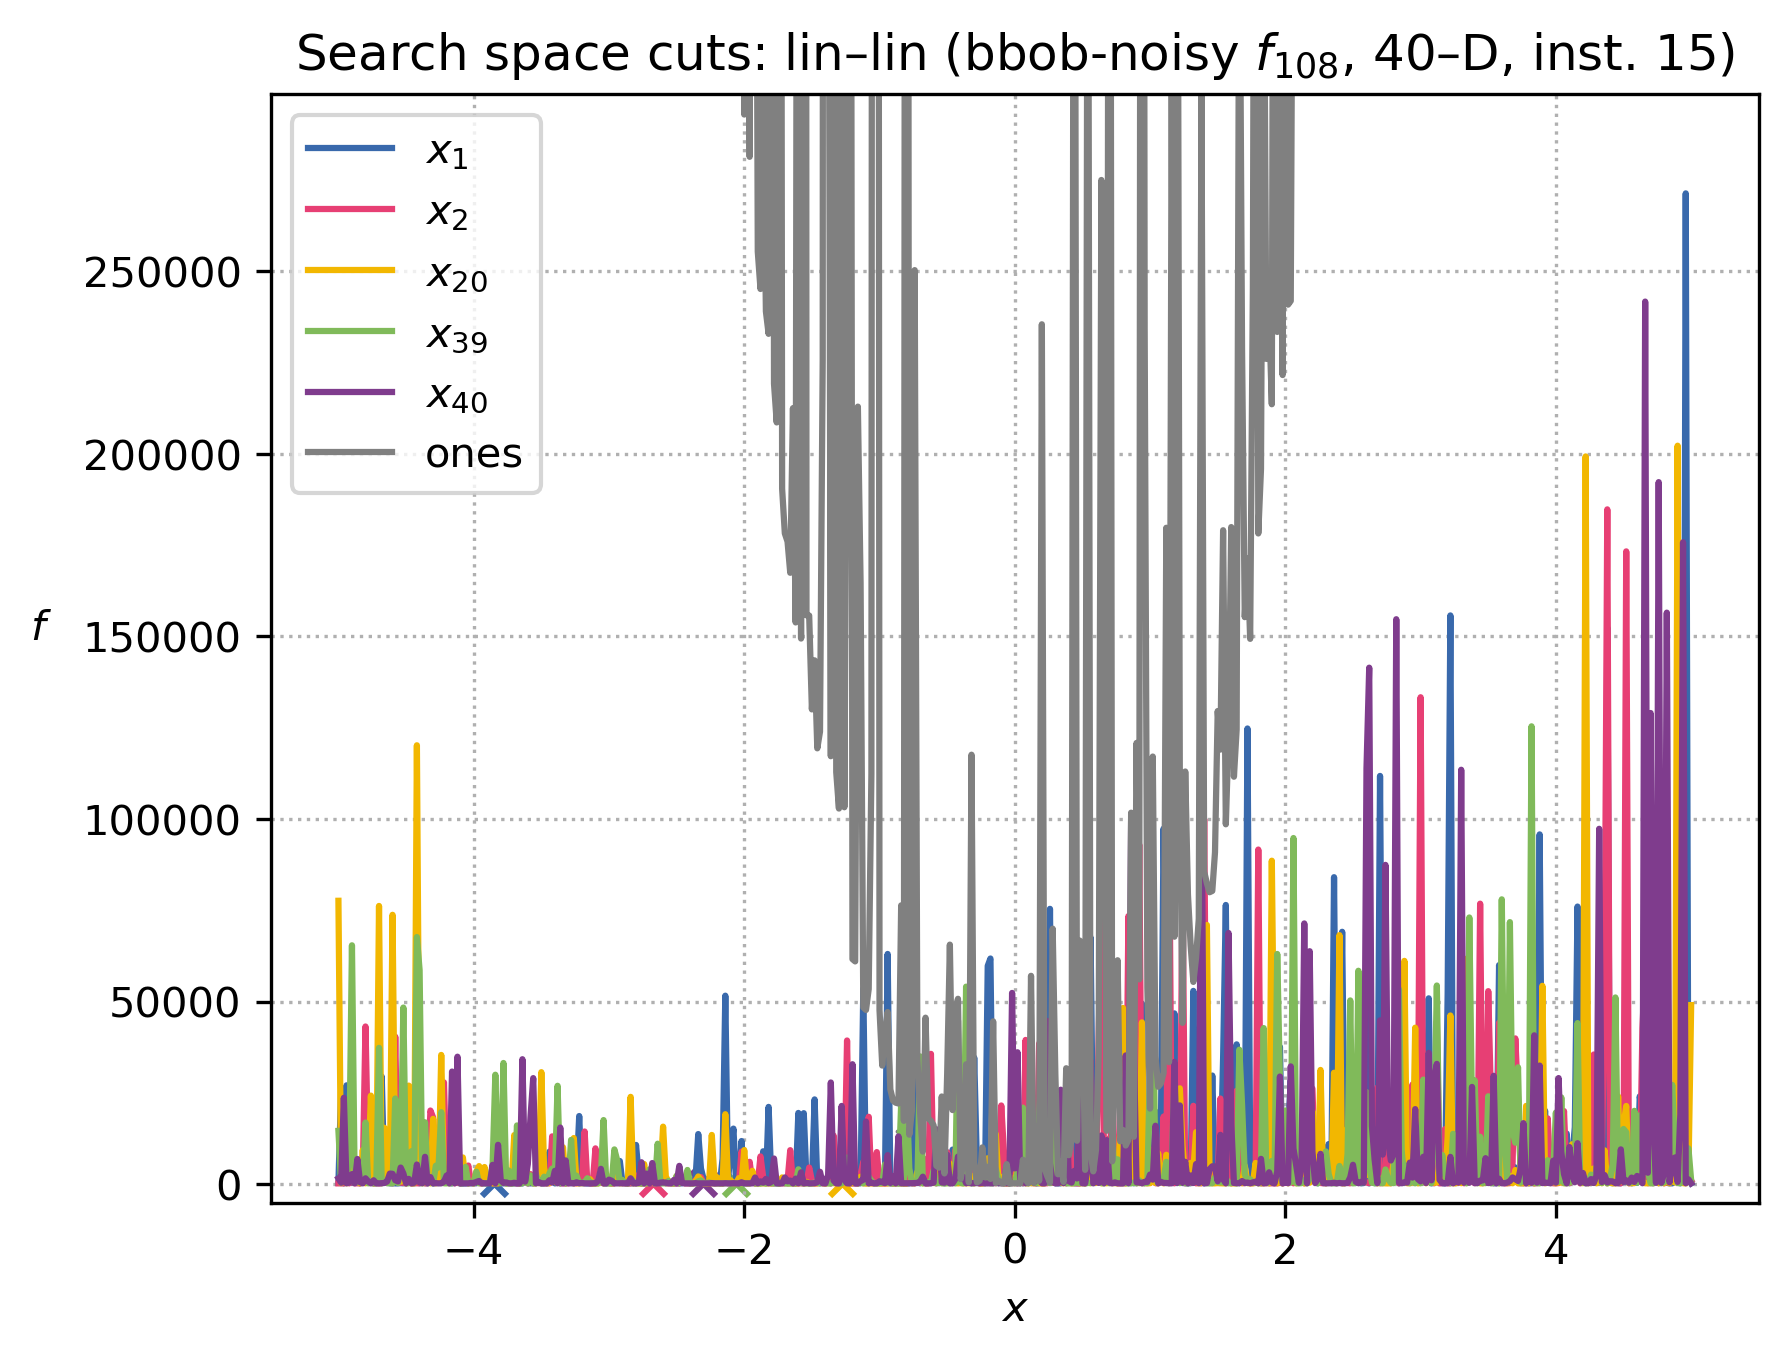 Search space cuts: lin–lin (bbob-noisy f₁₀₈, 40–D, inst. 15)
x₁
x₂
x₂₀
x₃₉
x₄₀
ones
250000
200000
150000
100000
50000
0
f
−4 −2 0 2 4
x